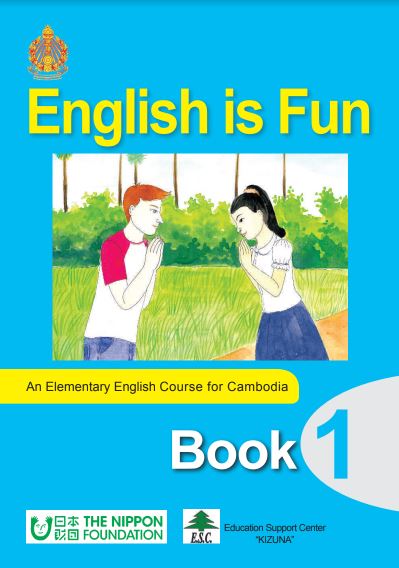 English is Fun
An Elementary English Course for Cambodia
Book 1
日本
財団
THE NIPPON
FOUNDATION
E.S.C.
Education Support Center
"KIZUNA"